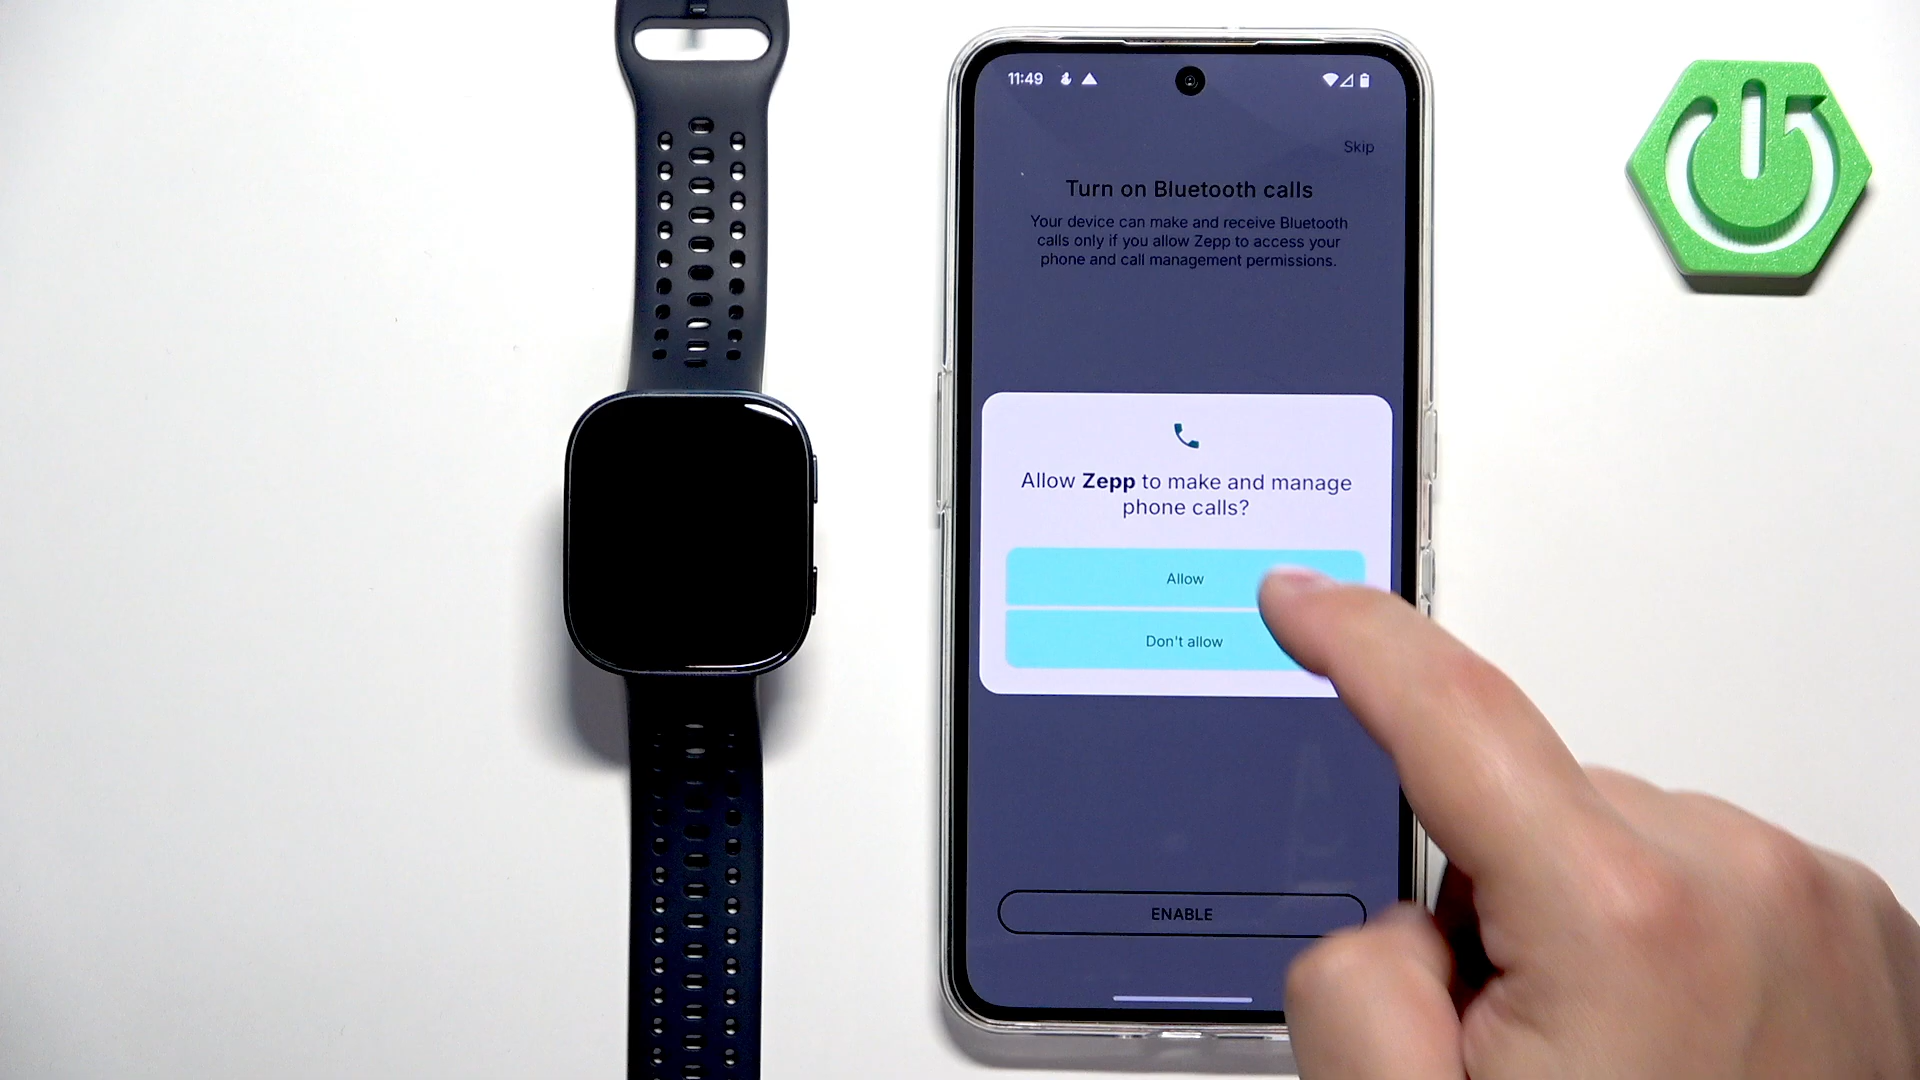 11:49
Skip
Turn on Bluetooth calls
Your device can make and receive Bluetooth
calls only if you allow Zepp to access your
phone and call management permissions.
Allow Zepp to make and manage
phone calls?
Allow
Don't allow
ENABLE